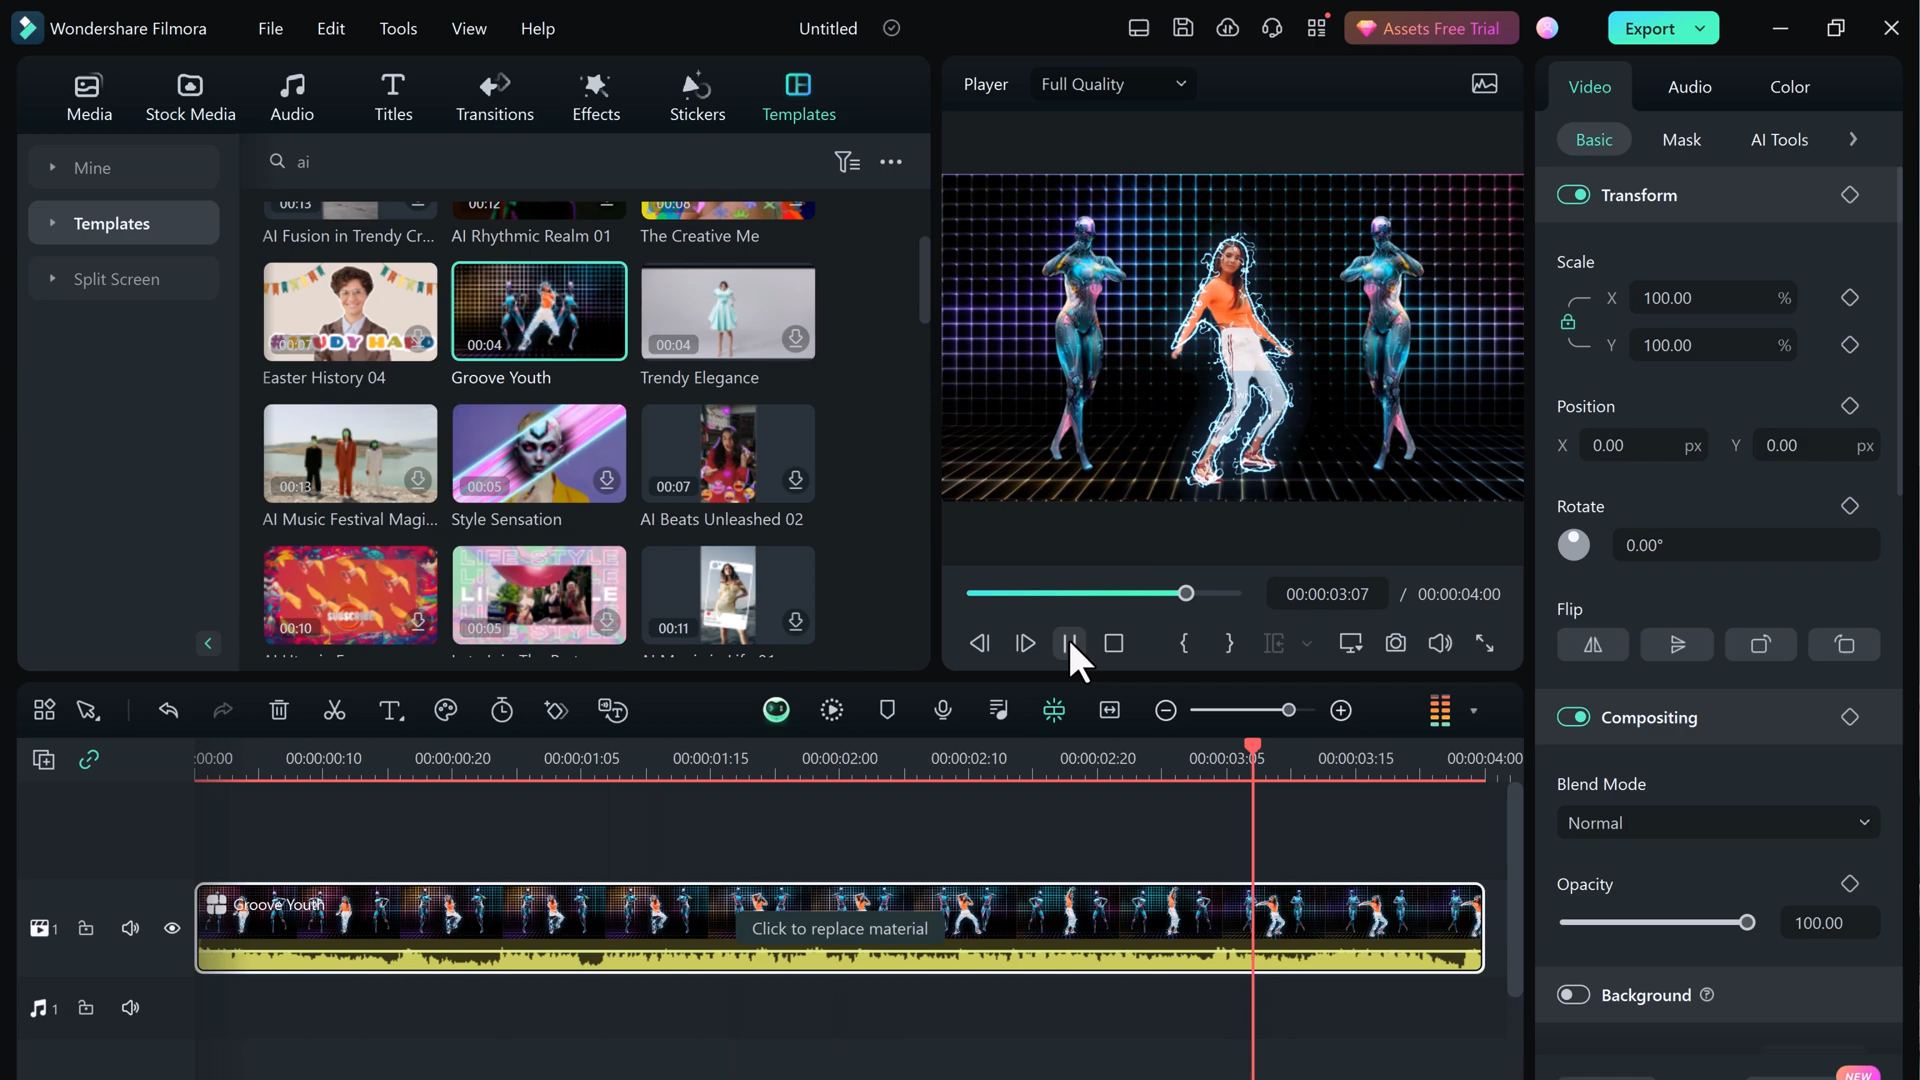 Wondershare Filmora
File
Edit
Tools
View
Help
Untitled
Assets Free Trial
Export
Media
Stock Media
Audio
Titles
Transitions
Effects
Stickers
Templates
Mine
Templates
Split Screen
ai
00:13
00:12
00:08
AI Fusion in Trendy Cr...
AI Rhythmic Realm 01
The Creative Me
00:07
00:04
00:04
Easter History 04
Groove Youth
Trendy Elegance
00:13
00:05
00:07
AI Music Festival Magi...
Style Sensation
AI Beats Unleashed 02
SUBSCRIBE
LIFE STYLE
00:10
00:05
00:11
Player
Full Quality
00:00:03:07 / 00:00:04:00
Video
Audio
Color
Basic
Mask
AI Tools
Transform
Scale
X 100.00 %
Y 100.00 %
Position
X 0.00 px Y 0.00 px
Rotate
0.00°
Flip
Compositing
Blend Mode
Normal
Opacity
100.00
Background
NEW
:00:00
00:00:00:10
00:00:00:20
00:00:01:05
00:00:01:15
00:00:02:00
00:00:02:10
00:00:02:20
00:00:03:05
00:00:03:15
00:00:04:00
Groove Youth
Click to replace material
1
1